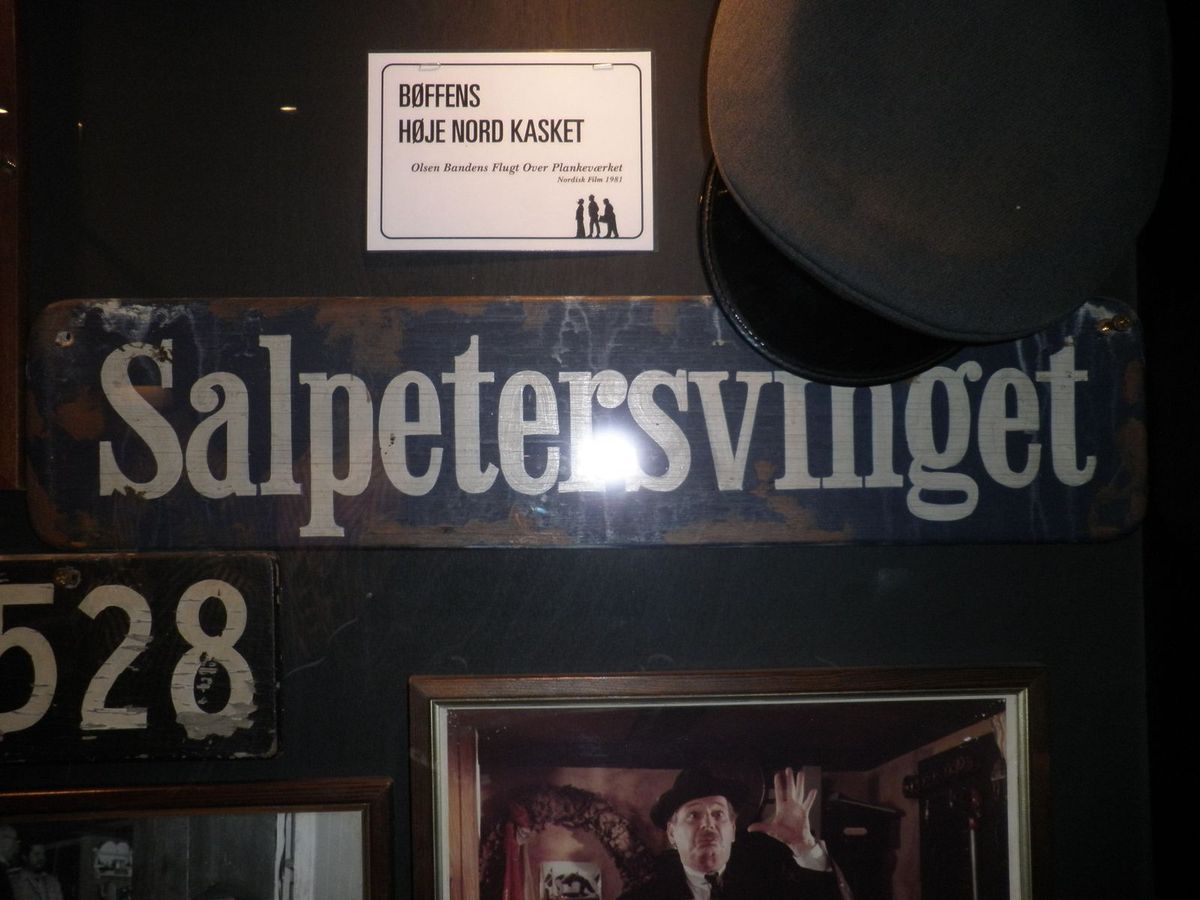 BØFFENS
HØJE NORD KASKET
Olsen Bandens Flugt Over Plankeværket
Nordisk Film 1981
Salpetersvinget
528